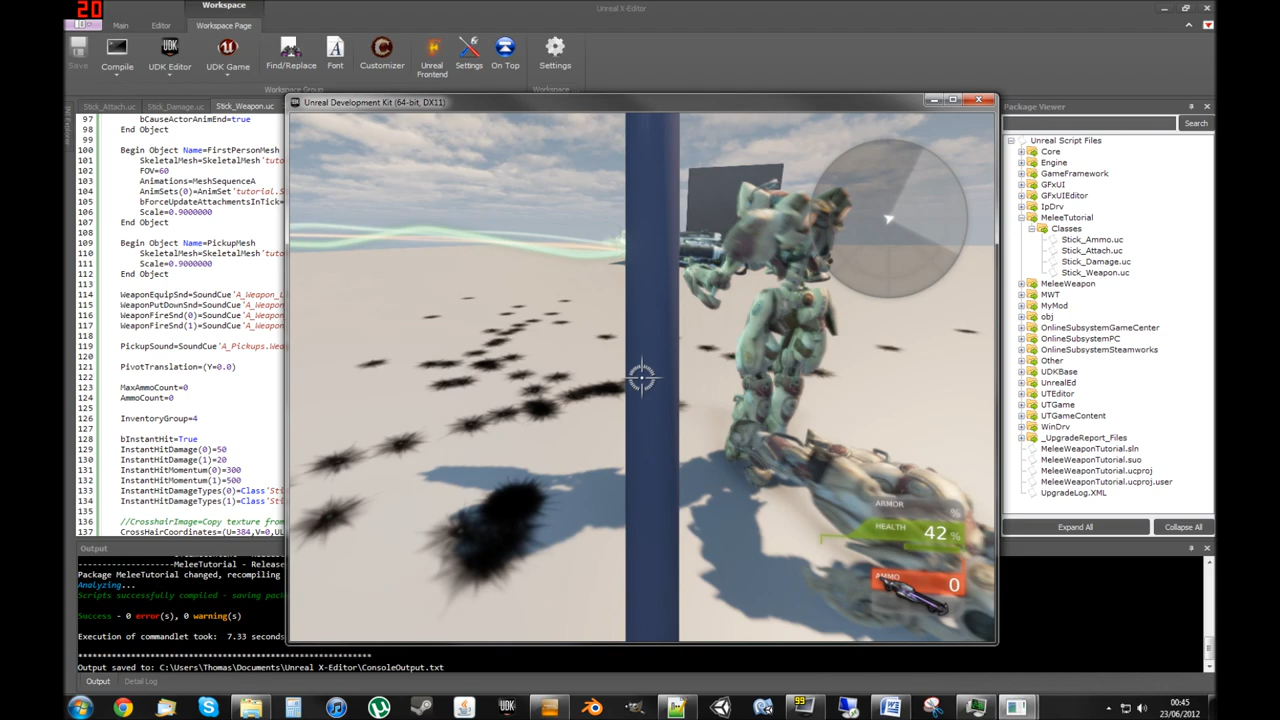 20
Workspace
Unreal X-Editor
Main
Editor
Workspace Page
Save
Compile
UDK Editor
UDK Game
Find/Replace
Font
Customizer
Unreal Frontend
Settings
On Top
Settings
Workspace Group
Workspace ...
Stick_Attach.uc
Stick_Damage.uc
Stick_Weapon.uc
Unreal Development Kit (64-bit, DX11)
97 bCauseActorAnimEnd=true
98 End Object
99
100 Begin Object Name=FirstPersonMesh
101 SkeletalMesh=SkeletalMesh'tuto
102 FOV=60
103 Animations=MeshSequenceA
104 AnimSets(0)=AnimSet'tutorial.S
105 bForceUpdateAttachmentsInTick=
106 Scale=0.9000000
107 End Object
108
109 Begin Object Name=PickupMesh
110 SkeletalMesh=SkeletalMesh'tuto
111 Scale=0.9000000
112 End Object
113
114 WeaponEquipSnd=SoundCue'A_Weapon_L
115 WeaponPutDownSnd=SoundCue'A_Weapon
116 WeaponFireSnd(0)=SoundCue'A_Weapon
117 WeaponFireSnd(1)=SoundCue'A_Weapon
118
119 PickupSound=SoundCue'A_Pickups.Weap
120
121 PivotTranslation=(Y=0.0)
122
123 MaxAmmoCount=0
124 AmmoCount=0
125
126 InventoryGroup=4
127
128 bInstantHit=True
129 InstantHitDamage(0)=50
130 InstantHitDamage(1)=20
131 InstantHitMomentum(0)=300
132 InstantHitMomentum(1)=500
133 InstantHitDamageTypes(0)=Class'Sti
134 InstantHitDamageTypes(1)=Class'Sti
135
136 //CrosshairImage=Copy texture from
137 CrossHairCoordinates=(U=384,V=0,UL
ARMOR
%
HEALTH
42 %
AMMO
0
Package Viewer
Search
Unreal Script Files
Core
Engine
GameFramework
GFxUI
GFxUIEditor
IpDrv
MeleeTutorial
Classes
Stick_Ammo.uc
Stick_Attach.uc
Stick_Damage.uc
Stick_Weapon.uc
MeleeWeapon
MWT
MyMod
obj
OnlineSubsystemGameCenter
OnlineSubsystemPC
OnlineSubsystemSteamworks
Other
UDKBase
UnrealEd
UTEditor
UTGame
UTGameContent
WinDrv
_UpgradeReport_Files
MeleeWeaponTutorial.sln
MeleeWeaponTutorial.suo
MeleeWeaponTutorial.ucproj
MeleeWeaponTutorial.ucproj.user
UpgradeLog.XML
Expand All
Collapse All
Output
--------------------MeleeTutorial - Release
Package MeleeTutorial changed, recompiling
Analyzing...
Scripts successfully compiled - saving pack
Success - 0 error(s), 0 warning(s)
Execution of commandlet took: 7.33 seconds
Output saved to: C:\Users\Thomas\Documents\Unreal X-Editor\ConsoleOutput.txt
Output
Detail Log
99
00:45
23/06/2012